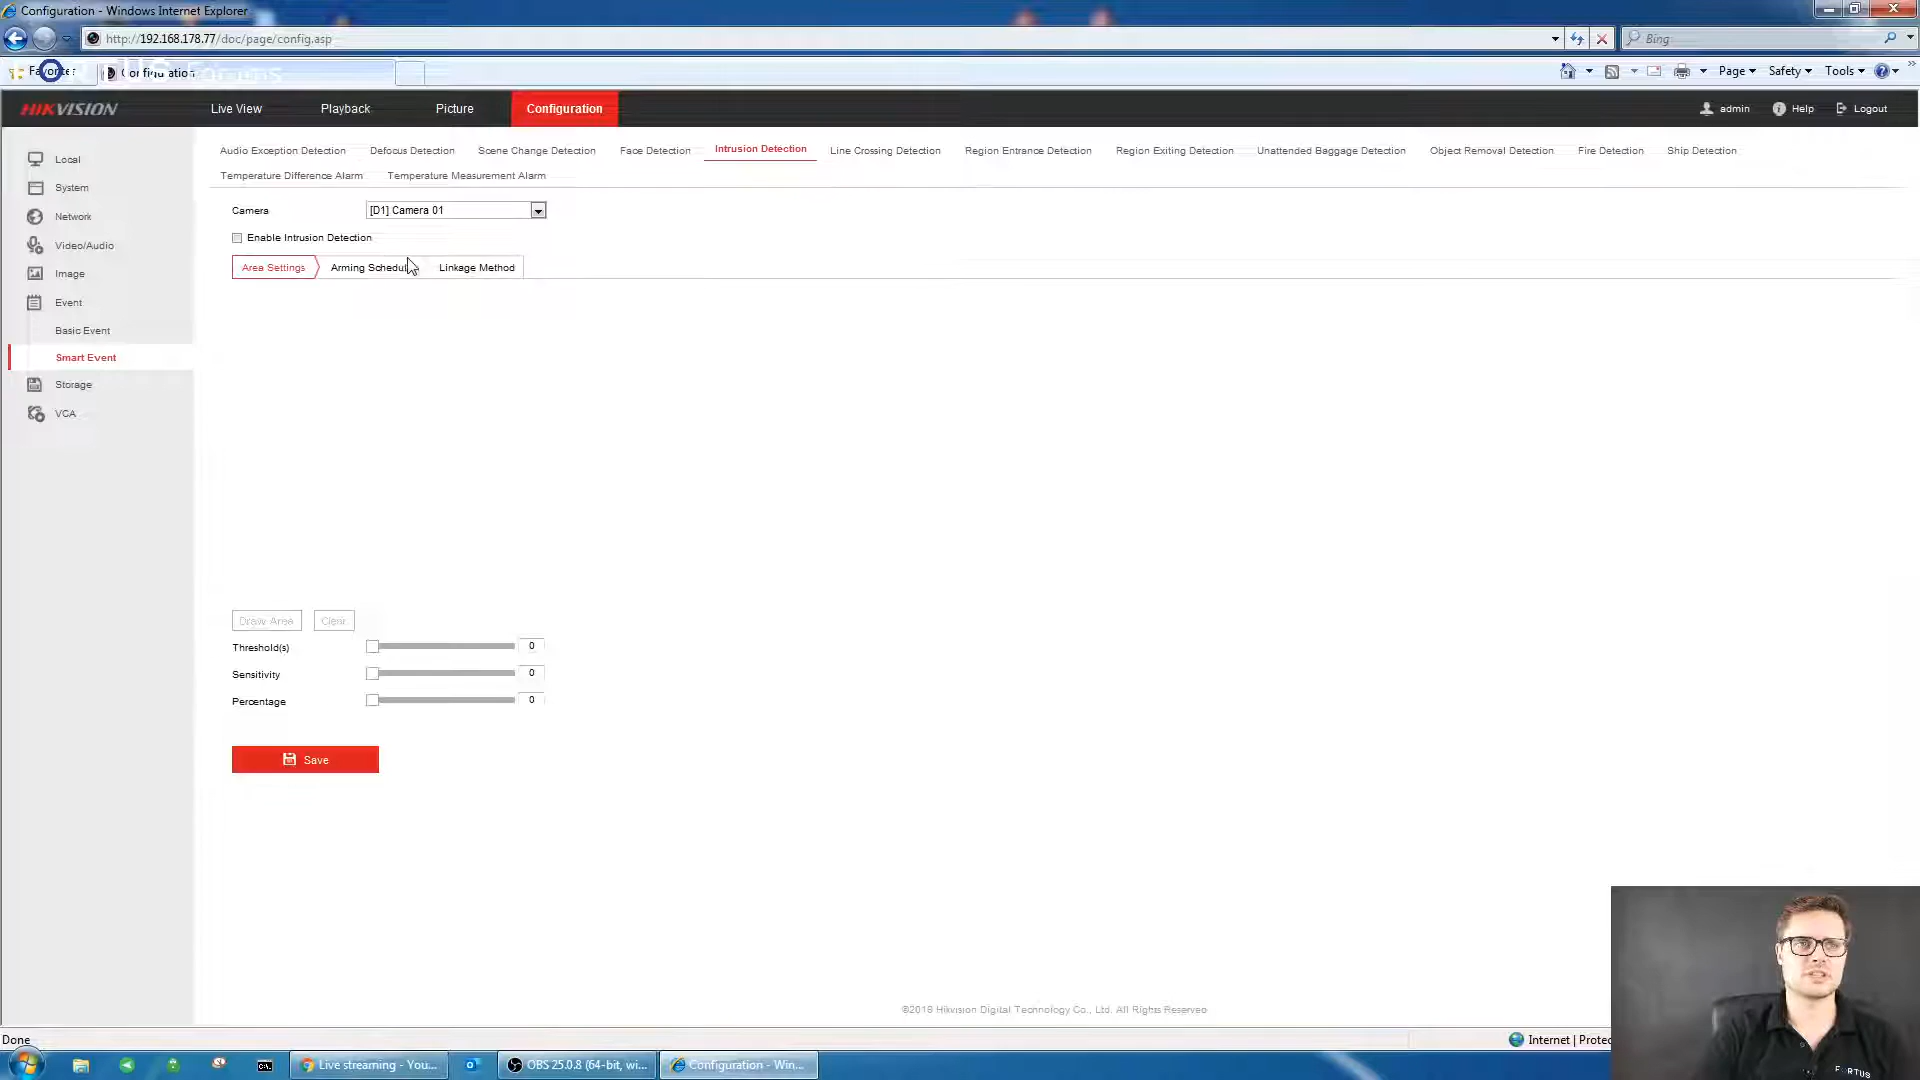 Configuration - Windows Internet Explorer
http://192.168.178.77/doc/page/config.asp
Bing
Configuration
Forums
Page
Safety
Tools
HIKVISION
Live View
Playback
Picture
Configuration
admin
Help
Logout
Local
System
Network
Video/Audio
Image
Event
Basic Event
Smart Event
Storage
VCA
Audio Exception Detection
Defocus Detection
Scene Change Detection
Face Detection
Intrusion Detection
Line Crossing Detection
Region Entrance Detection
Region Exiting Detection
Unattended Baggage Detection
Object Removal Detection
Fire Detection
Ship Detection
Temperature Difference Alarm
Temperature Measurement Alarm
Camera
[D1] Camera 01
Enable Intrusion Detection
Area Settings
Arming Schedul
Linkage Method
Draw Area
Clear
Threshold(s)
0
Sensitivity
0
Percentage
0
Save
©2018 Hikvision Digital Technology Co., Ltd. All Rights Reserved
Done
Internet | Protec
Live streaming - You...
OBS 25.0.8 (64-bit, wi...
Configuration - Win...
FORTUS